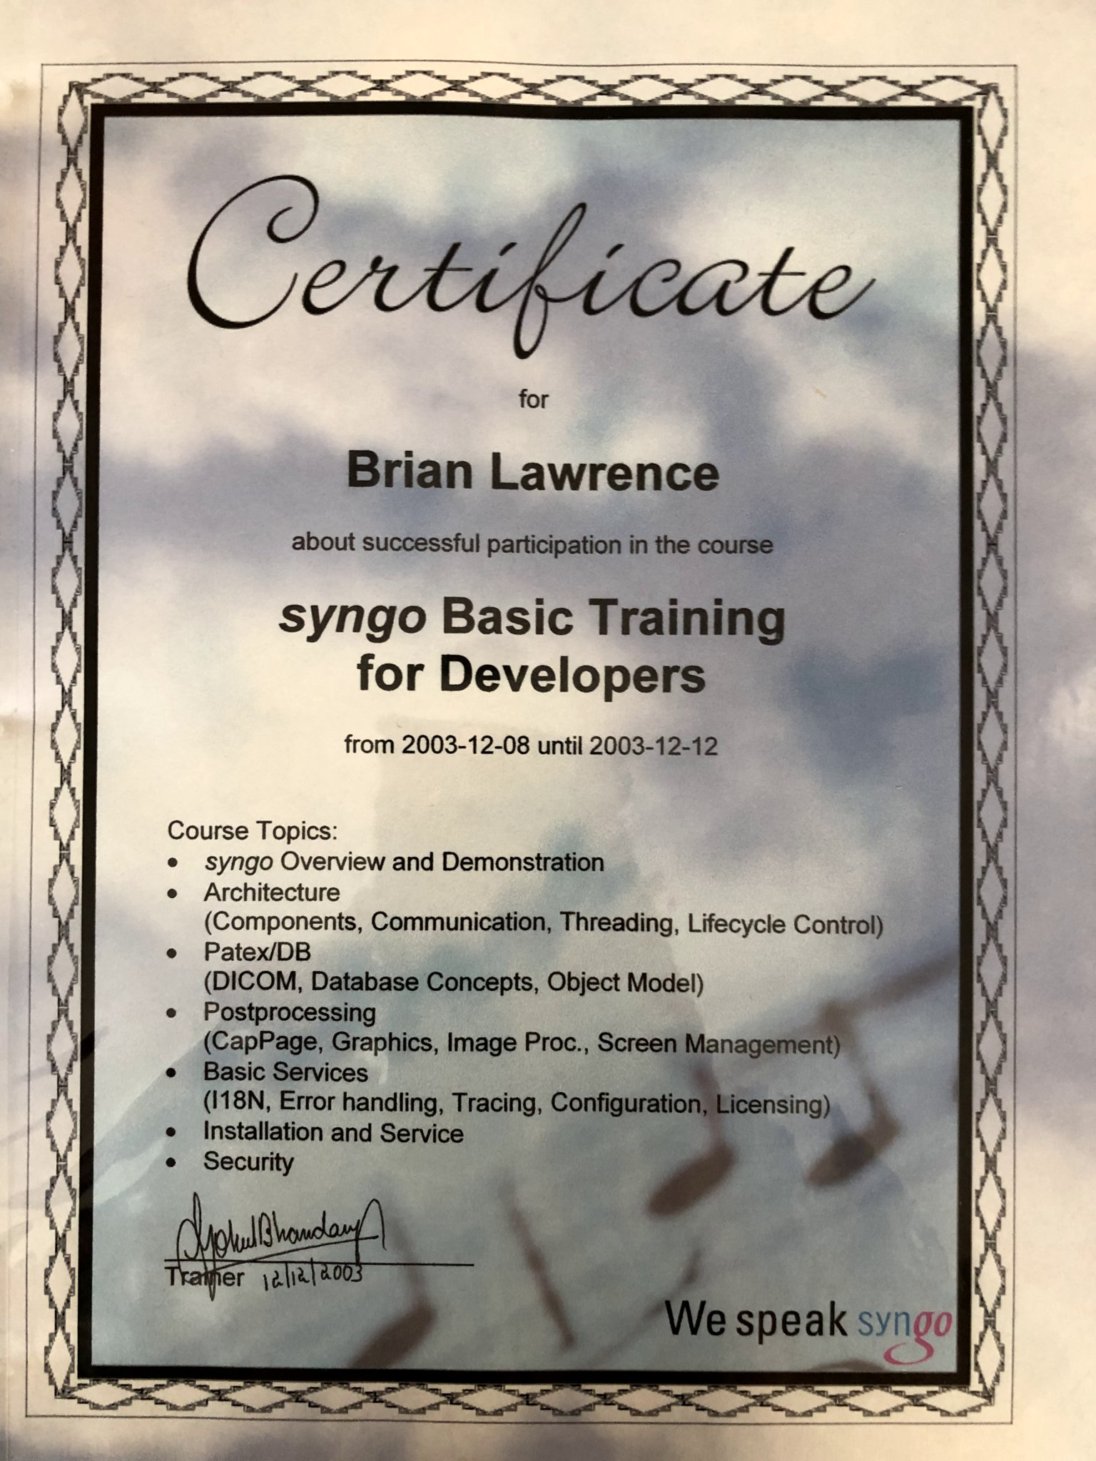 Certificate
for
Brian Lawrence
about successful participation in the course
syngo Basic Training
for Developers
from 2003-12-08 until 2003-12-12
Course Topics:
• syngo Overview and Demonstration
• Architecture
(Components, Communication, Threading, Lifecycle Control)
• Patex/DB
(DICOM, Database Concepts, Object Model)
• Postprocessing
(CapPage, Graphics, Image Proc., Screen Management)
• Basic Services
(I18N, Error handling, Tracing, Configuration, Licensing)
• Installation and Service
• Security
Trainer 12/12/2003
We speak syngo